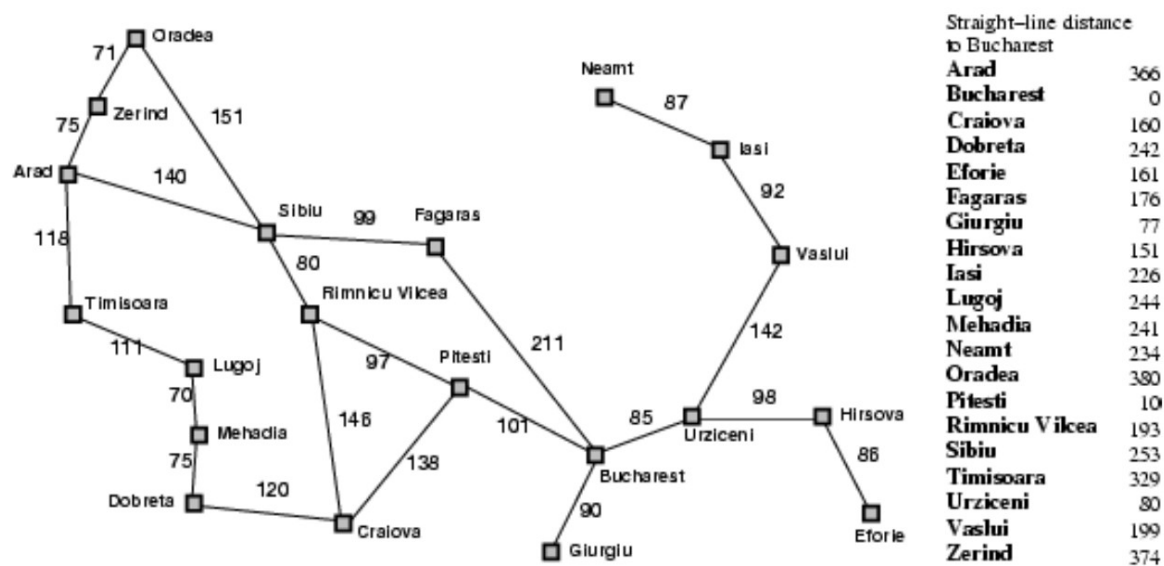 Oradea
71
Zerind
151
75
Arad
140
118
Sibiu
99
Fagaras
80
Timisoara
Rimnicu Vilcea
111
Lugoj
70
97
Pitesti
211
146
Mehadia
75
138
101
Dobreta
120
Craiova
Neamt
87
Iasi
92
Vaslui
142
85
98
Urziceni
Hirsova
86
Bucharest
90
Giurgiu
Eforie
Straight–line distance
to Bucharest
Arad 366
Bucharest 0
Craiova 160
Dobreta 242
Eforie 161
Fagaras 176
Giurgiu 77
Hirsova 151
Iasi 226
Lugoj 244
Mehadia 241
Neamt 234
Oradea 380
Pitesti 10
Rimnicu Vilcea 193
Sibiu 253
Timisoara 329
Urziceni 80
Vaslui 199
Zerind 374